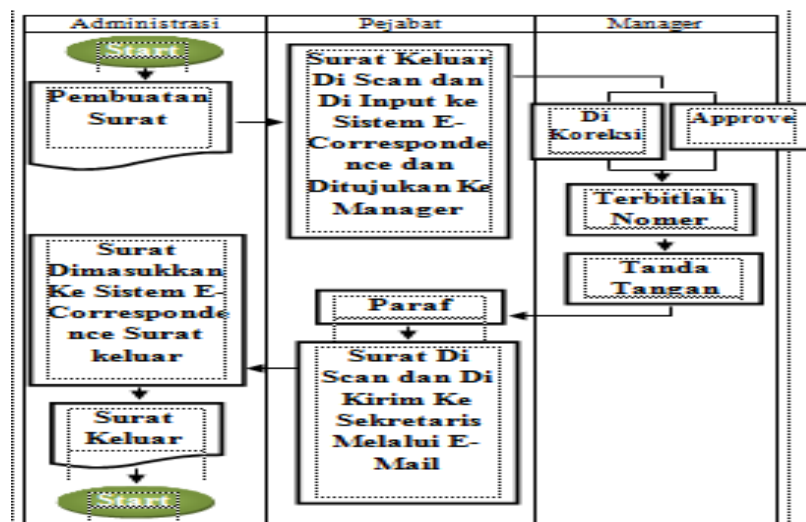 Administrasi
Pejabat
Manager
Start
Pembuatan
Surat
Surat Keluar
Di Scan dan
Di Input ke
Sistem E-
Corresponde
nce dan
Ditujukan Ke
Manager
Di
Koreksi
Approve
Terbitlah
Nomer
Tanda
Tangan
Paraf
Surat Di
Scan dan Di
Kirim Ke
Sekretaris
Melalui E-
Mail
Surat
Dimasukkan
Ke Sistem E-
Corresponde
nce Surat
keluar
Surat
Keluar
Start